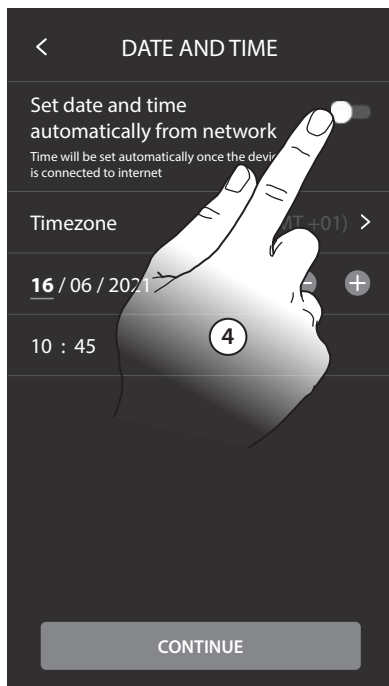 DATE AND TIME
Set date and time
automatically from network
Time will be set automatically once the
is connected to internet
Timezone +01)
16 / 06 / 2021
10 : 45
4
CONTINUE